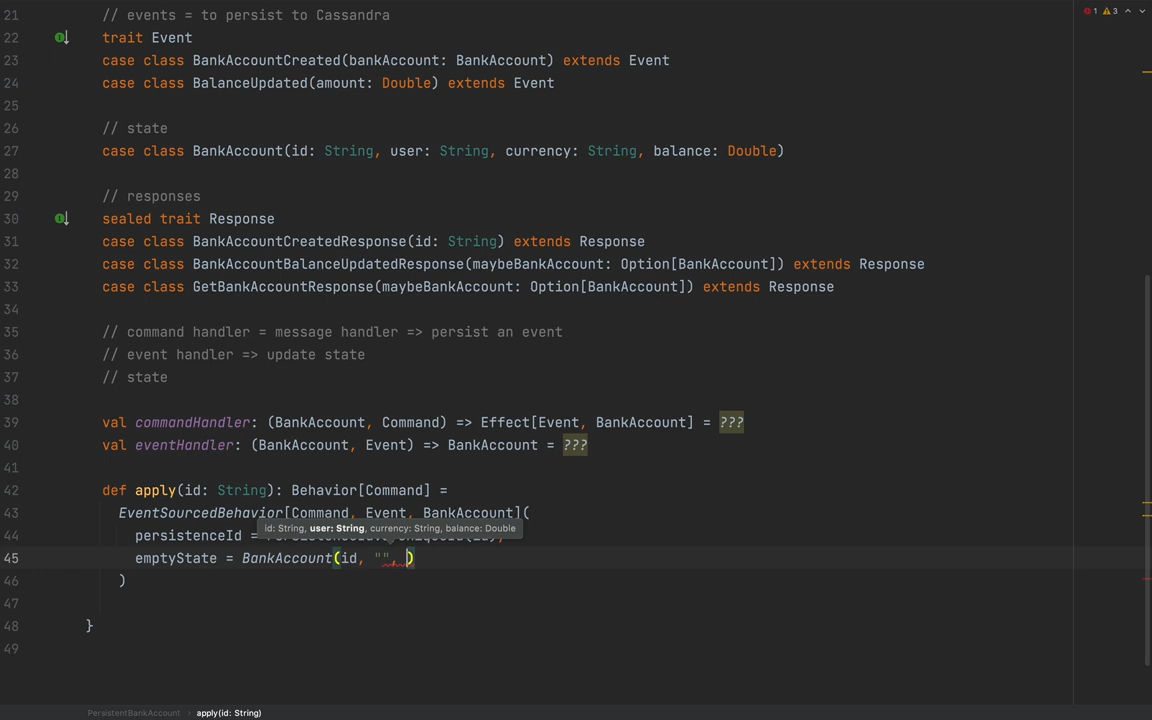 21 // events = to persist to Cassandra
22 trait Event
23 case class BankAccountCreated(bankAccount: BankAccount) extends Event
24 case class BalanceUpdated(amount: Double) extends Event
25
26 // state
27 case class BankAccount(id: String, user: String, currency: String, balance: Double)
28
29 // responses
30 sealed trait Response
31 case class BankAccountCreatedResponse(id: String) extends Response
32 case class BankAccountBalanceUpdatedResponse(maybeBankAccount: Option[BankAccount]) extends Response
33 case class GetBankAccountResponse(maybeBankAccount: Option[BankAccount]) extends Response
34
35 // command handler = message handler => persist an event
36 // event handler => update state
37 // state
38
39 val commandHandler: (BankAccount, Command) => Effect[Event, BankAccount] = ???
40 val eventHandler: (BankAccount, Event) => BankAccount = ???
41
42 def apply(id: String): Behavior[Command] =
43 EventSourcedBehavior[Command, Event, BankAccount](
id: String, user: String, currency: String, balance: Double
44 persistenceId =
45 emptyState = BankAccount(id, "", )
46 )
47
48 }
49
1 3
PersistentBankAccount > apply(id: String)